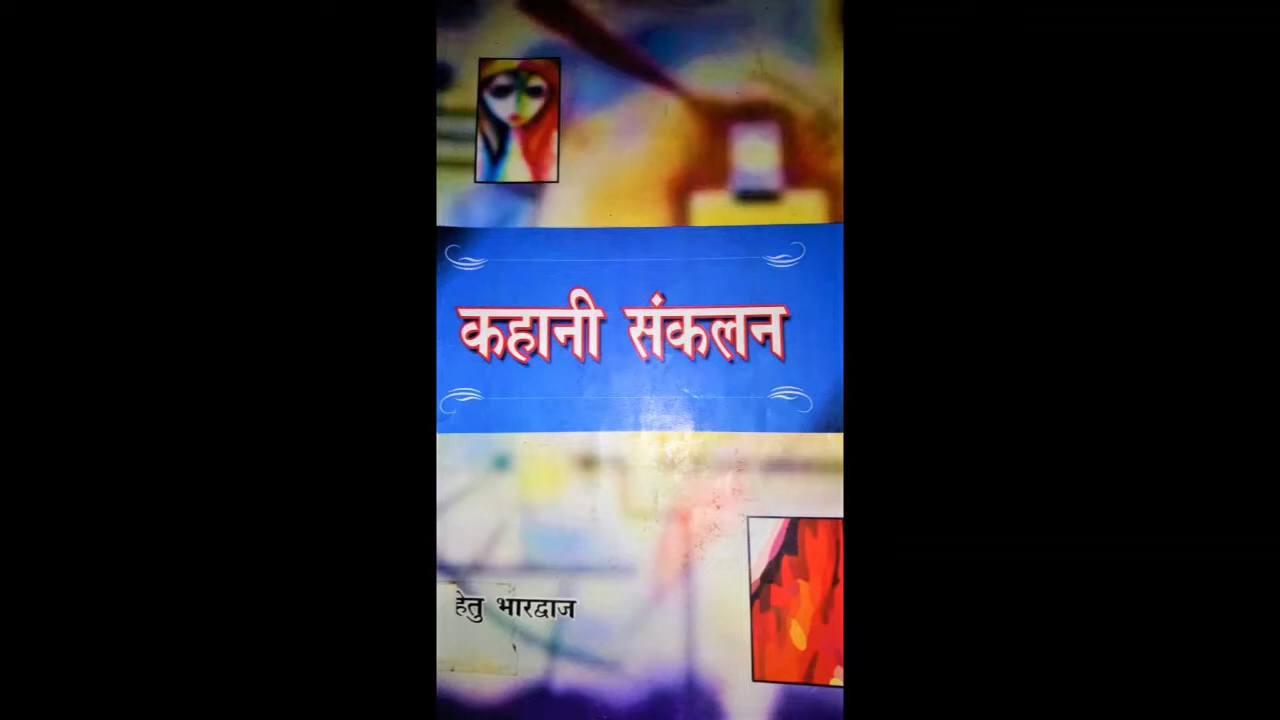 कहानी संकलन
हेतु भारद्वाज